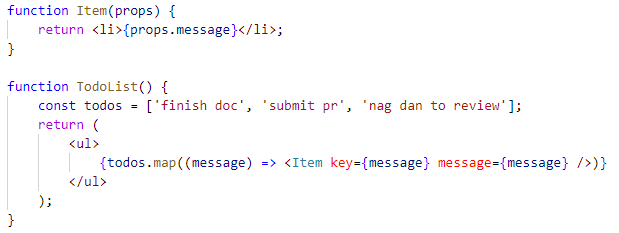 function Item(props) {
    return <li>{props.message}</li>;
}

function TodoList() {
    const todos = ['finish doc', 'submit pr', 'nag dan to review'];
    return (
        <ul>
            {todos.map((message) => <Item key={message} message={message} />)}
        </ul>
    );
}